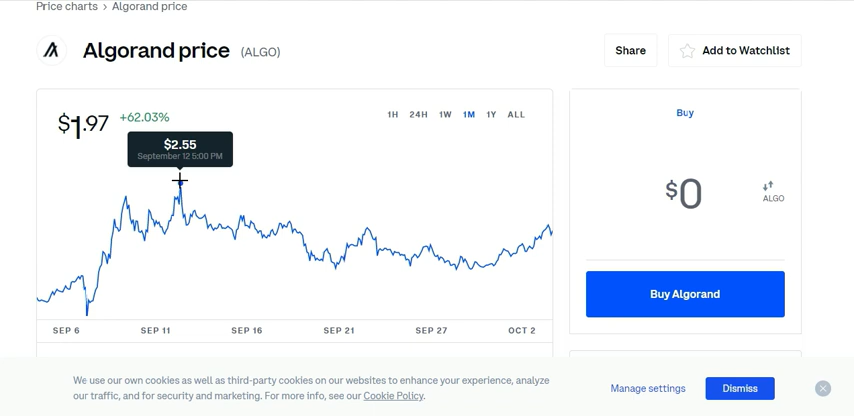 Price charts > Algorand price
Algorand price (ALGO)
Share
Add to Watchlist
$1.97 +62.03%
1H 24H 1W 1M 1Y ALL
$2.55
September 12 5:00 PM
SEP 6 SEP 11 SEP 16 SEP 21 SEP 27 OCT 2
Buy
$0
ALGO
Buy Algorand
We use our own cookies as well as third-party cookies on our websites to enhance your experience, analyze
our traffic, and for security and marketing. For more info, see our Cookie Policy.
Manage settings
Dismiss